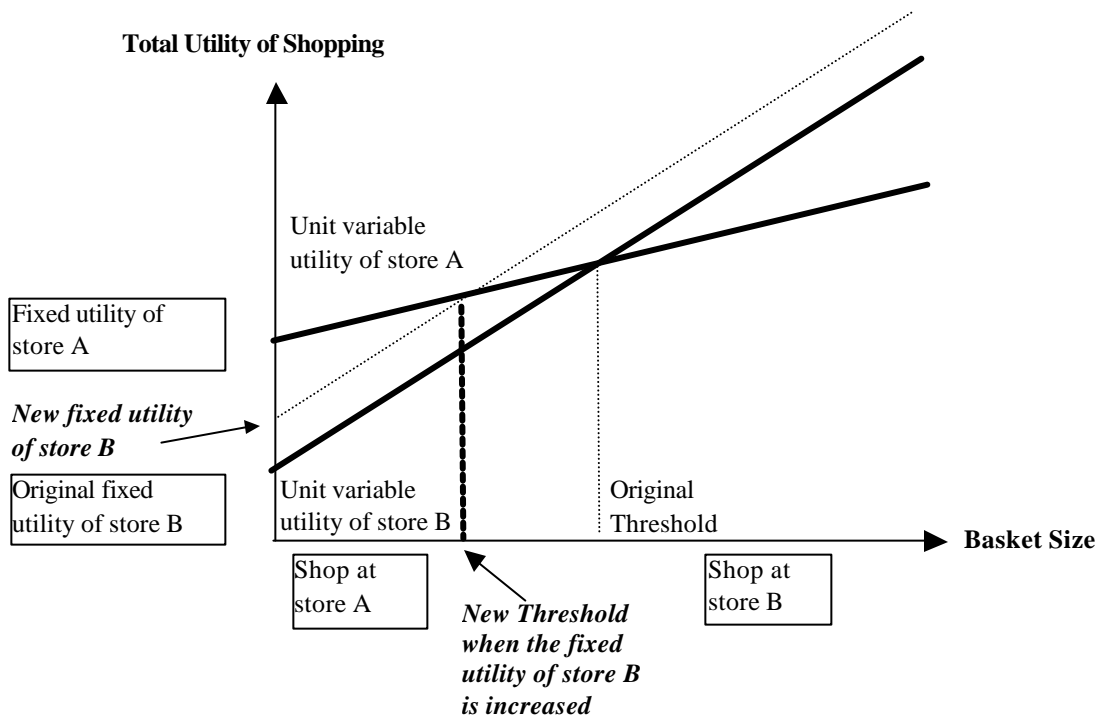 Total Utility of Shopping
Unit variable
utility of store A
Fixed utility of
store A
New fixed utility
of store B
Original fixed
utility of store B
Unit variable
utility of store B
Original
Threshold
Basket Size
Shop at
store A
Shop at
store B
New Threshold
when the fixed
utility of store B
is increased